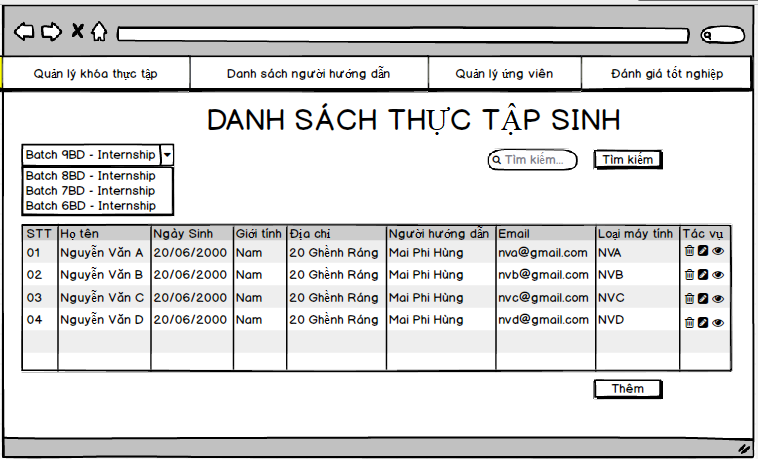 Quản lý khóa thực tập Danh sách người hướng dẫn Quản lý ứng viên Đánh giá tốt nghiệp
DANH SÁCH THỰC TẬP SINH
Batch 9BD - Internship Tìm kiếm... Tìm kiếm
Batch 8BD - Internship
Batch 7BD - Internship
Batch 6BD - Internship
STT Họ tên Ngày Sinh Giới tính Địa chỉ Người hướng dẫn Email Loại máy tính Tác vụ
01 Nguyễn Văn A 20/06/2000 Nam 20 Ghềnh Ráng Mai Phi Hùng nva@gmail.com NVA
02 Nguyễn Văn B 20/06/2000 Nam 20 Ghềnh Ráng Mai Phi Hùng nvb@gmail.com NVB
03 Nguyễn Văn C 20/06/2000 Nam 20 Ghềnh Ráng Mai Phi Hùng nvc@gmail.com NVC
04 Nguyễn Văn D 20/06/2000 Nam 20 Ghềnh Ráng Mai Phi Hùng nvd@gmail.com NVD
Thêm